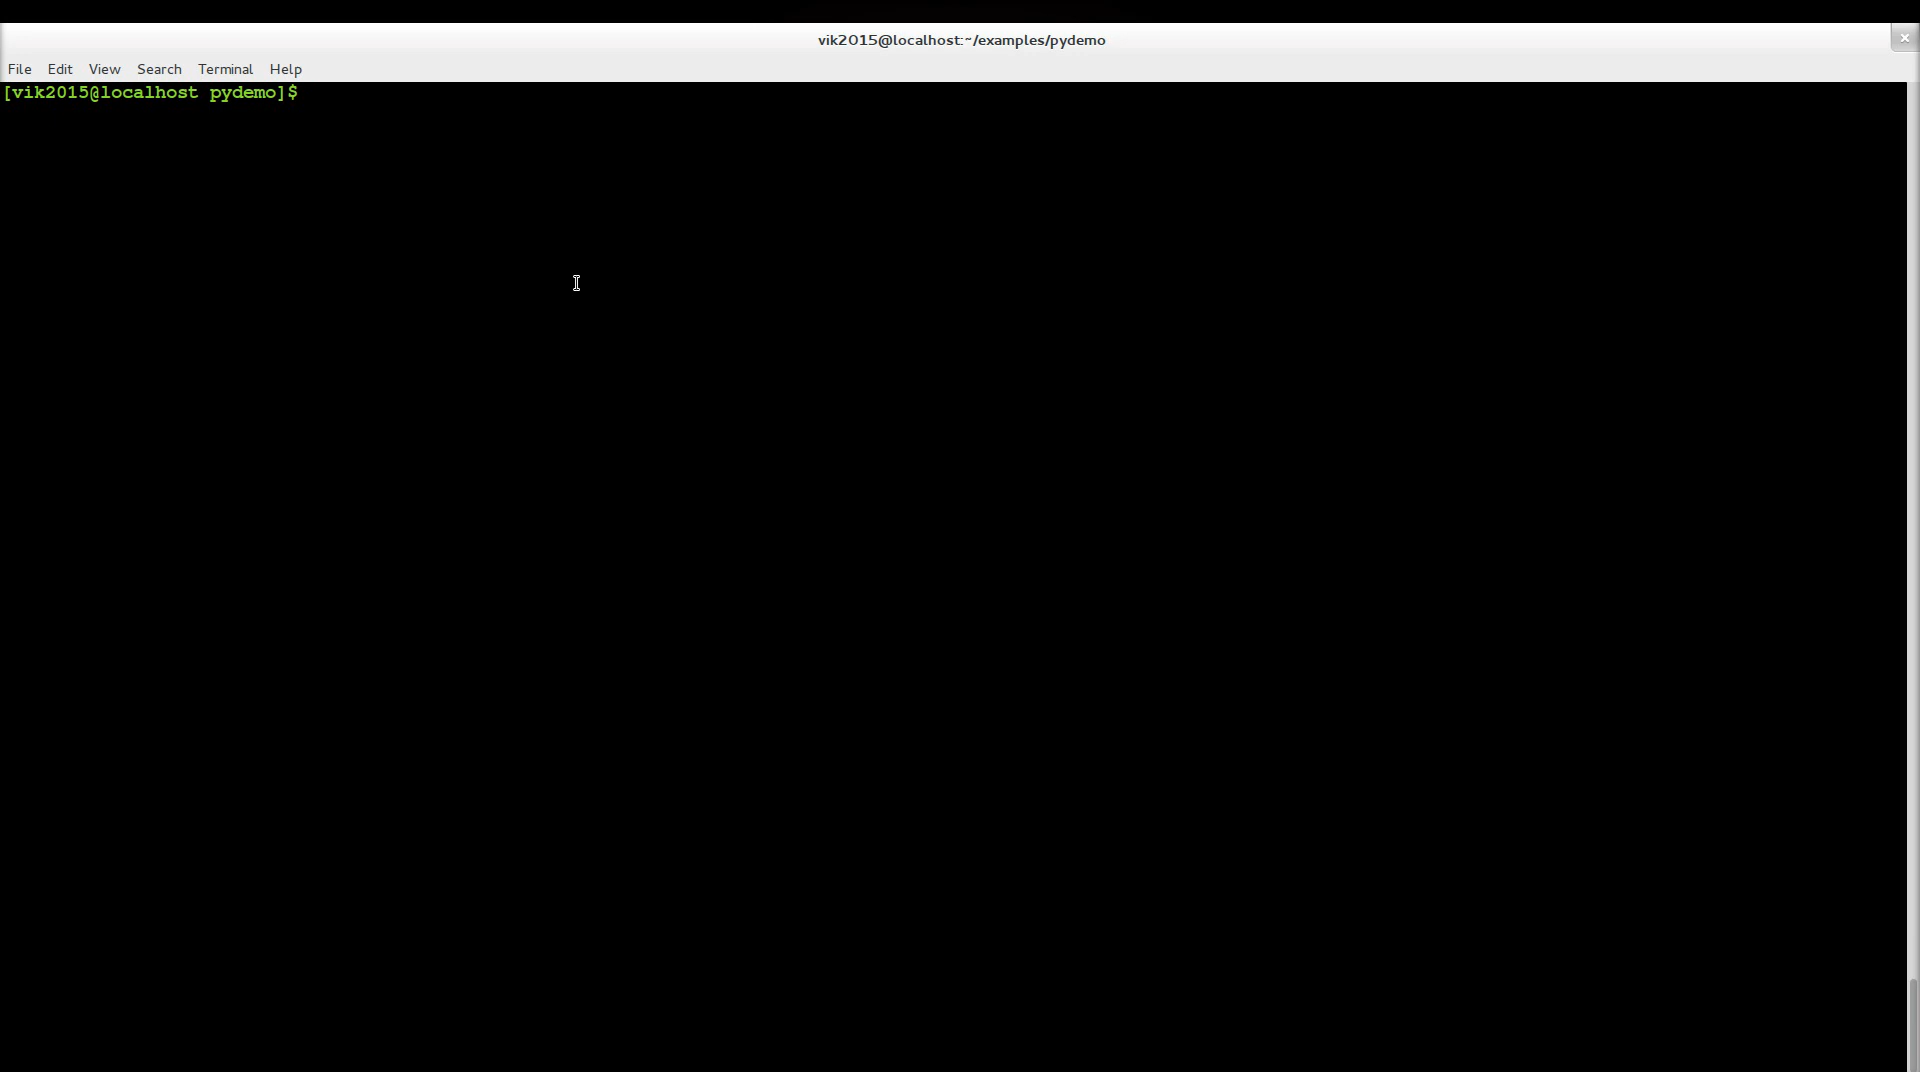 vik2015@localhost:~/examples/pydemo
File Edit View Search Terminal Help
[vik2015@localhost pydemo]$